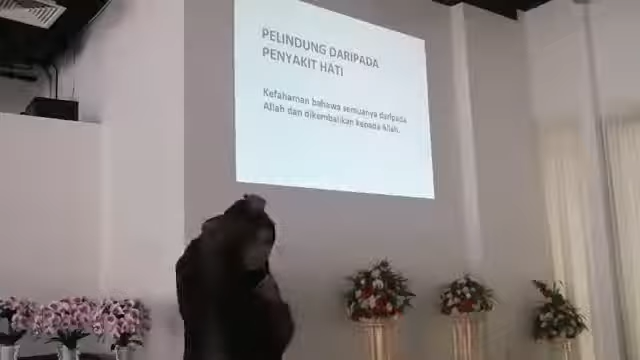 PELINDUNG DARIPADA
PENYAKIT HATI
Kefahaman bahawa semuanya daripada
Allah dan dikembalikan kepada Allah.